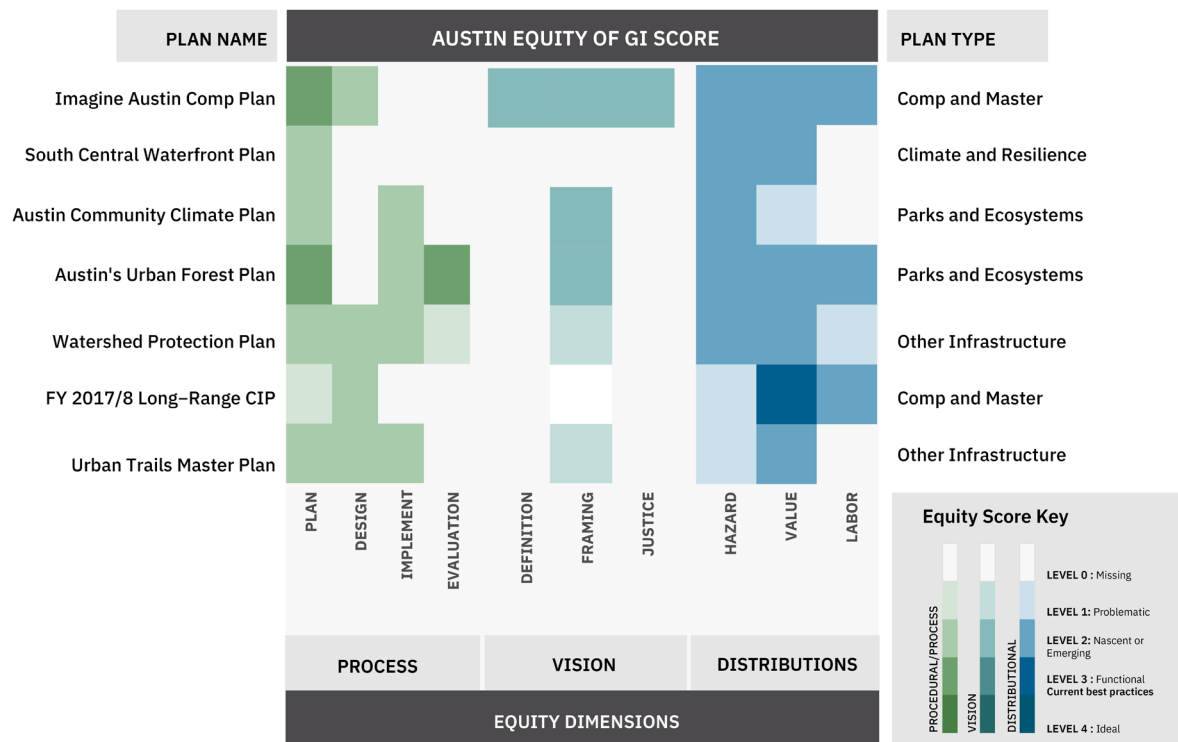 PLAN NAME
AUSTIN EQUITY OF GI SCORE
PLAN TYPE
Imagine Austin Comp Plan
Comp and Master
South Central Waterfront Plan
Climate and Resilience
Austin Community Climate Plan
Parks and Ecosystems
Austin's Urban Forest Plan
Parks and Ecosystems
Watershed Protection Plan
Other Infrastructure
FY 2017/8 Long–Range CIP
Comp and Master
Urban Trails Master Plan
Other Infrastructure
PLAN
DESIGN
IMPLEMENT
EVALUATION
DEFINITION
FRAMING
JUSTICE
HAZARD
VALUE
LABOR
PROCESS
VISION
DISTRIBUTIONS
EQUITY DIMENSIONS
Equity Score Key
PROCEDURAL/PROCESS
VISION
DISTRIBUTIONAL
LEVEL 0 : Missing
LEVEL 1: Problematic
LEVEL 2: Nascent or
Emerging
LEVEL 3 : Functional
Current best practices
LEVEL 4 : Ideal